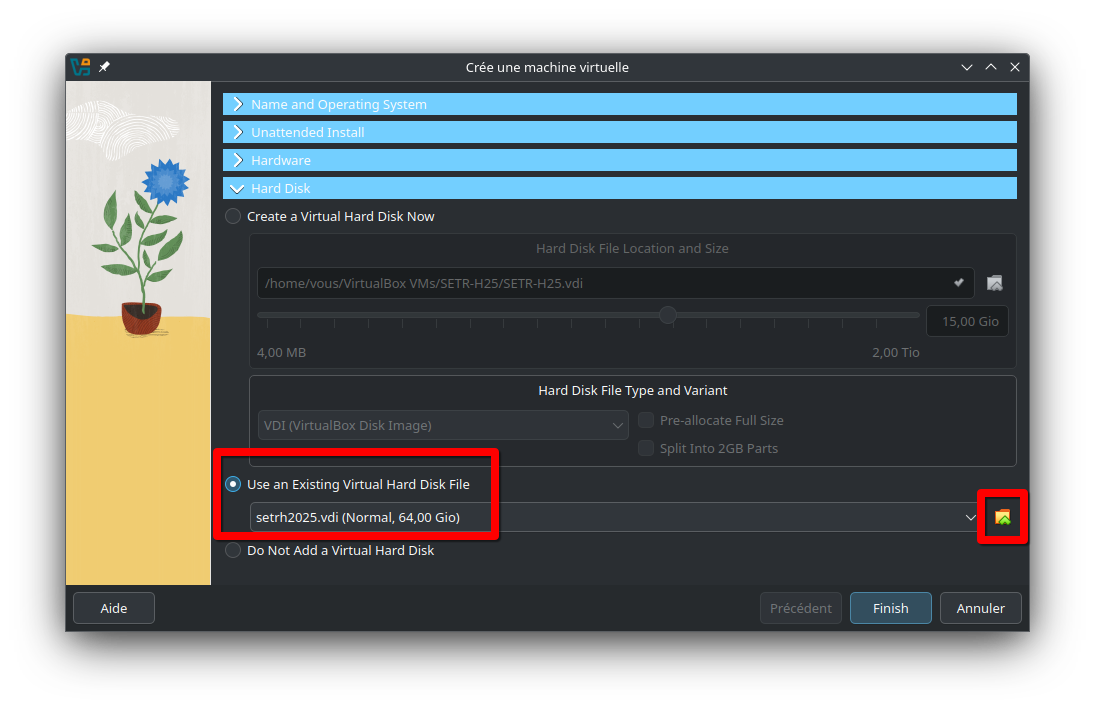 Crée une machine virtuelle
Name and Operating System
Unattended Install
Hardware
Hard Disk
Create a Virtual Hard Disk Now
Hard Disk File Location and Size
/home/vous/VirtualBox VMs/SETR-H25/SETR-H25.vdi
15,00 Gio
4,00 MB 2,00 Tio
Hard Disk File Type and Variant
VDI (VirtualBox Disk Image) Pre-allocate Full Size
Split Into 2GB Parts
Use an Existing Virtual Hard Disk File
setrh2025.vdi (Normal, 64,00 Gio)
Do Not Add a Virtual Hard Disk
Aide Précédent Finish Annuler